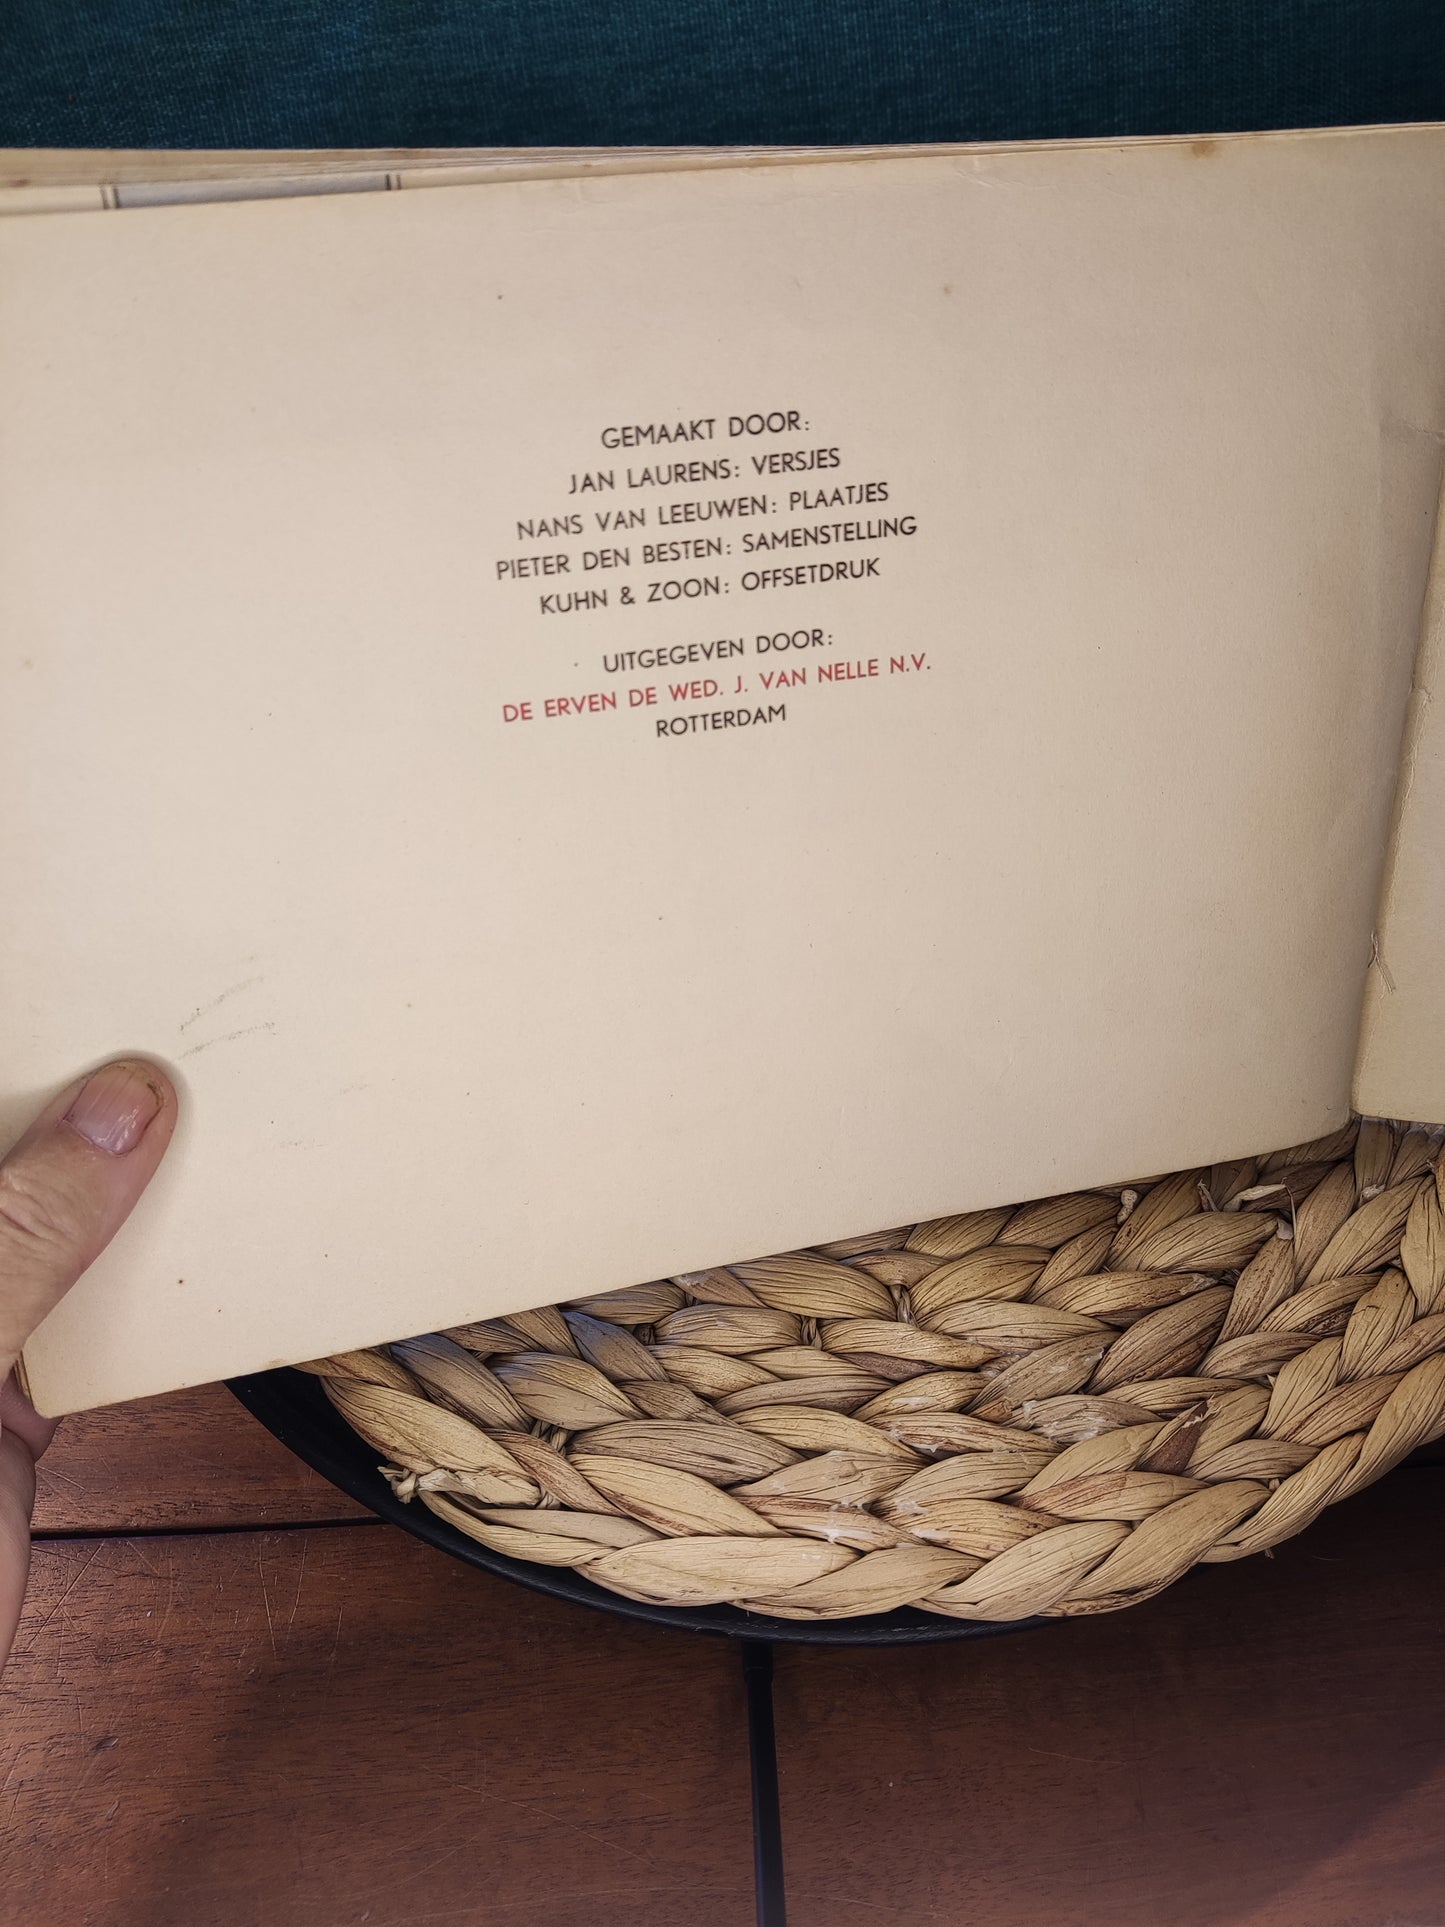 GEMAAKT DOOR:
JAN LAURENS: VERSJES
NANS VAN LEEUWEN: PLAATJES
PIETER DEN BESTEN: SAMENSTELLING
KUHN & ZOON: OFFSETDRUK
UITGEGEVEN DOOR:
DE ERVEN DE WED. J. VAN NELLE N.V.
ROTTERDAM